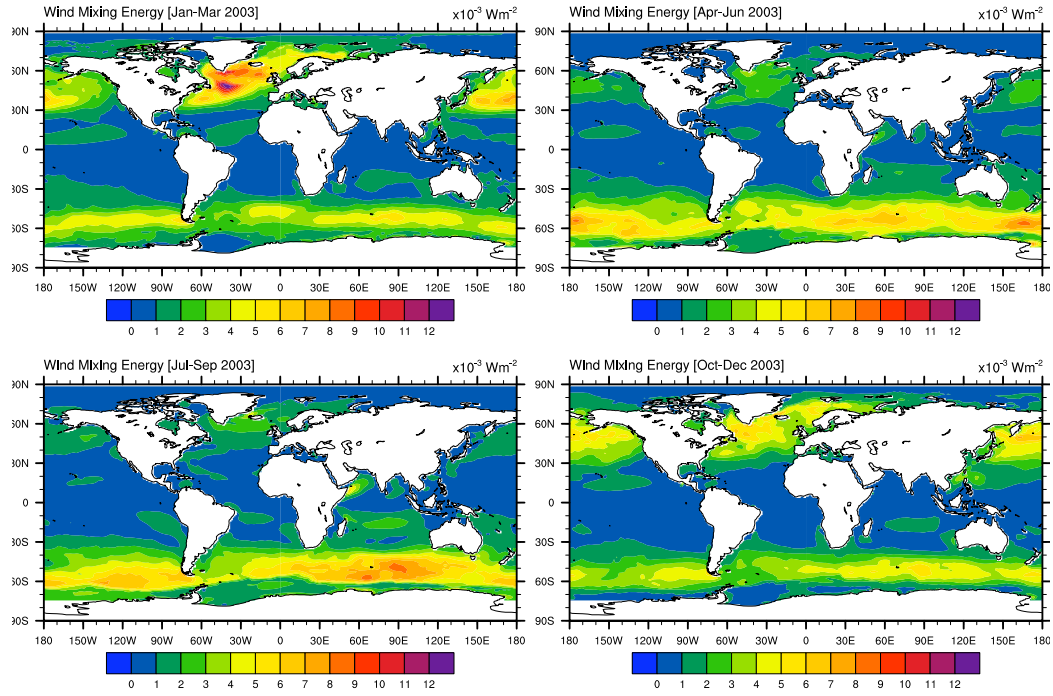 Wind Mixing Energy [Jan-Mar 2003] x10⁻³ Wm⁻²
90N
60N
30N
0
30S
60S
90S
180 150W 120W 90W 60W 30W 0 30E 60E 90E 120E 150E 180
0 1 2 3 4 5 6 7 8 9 10 11 12
Wind Mixing Energy [Apr-Jun 2003] x10⁻³ Wm⁻²
90N
60N
30N
0
30S
60S
90S
180 150W 120W 90W 60W 30W 0 30E 60E 90E 120E 150E 180
0 1 2 3 4 5 6 7 8 9 10 11 12
Wind Mixing Energy [Jul-Sep 2003] x10⁻³ Wm⁻²
90N
60N
30N
0
30S
60S
90S
180 150W 120W 90W 60W 30W 0 30E 60E 90E 120E 150E 180
0 1 2 3 4 5 6 7 8 9 10 11 12
Wind Mixing Energy [Oct-Dec 2003] x10⁻³ Wm⁻²
90N
60N
30N
0
30S
60S
90S
180 150W 120W 90W 60W 30W 0 30E 60E 90E 120E 150E 180
0 1 2 3 4 5 6 7 8 9 10 11 12